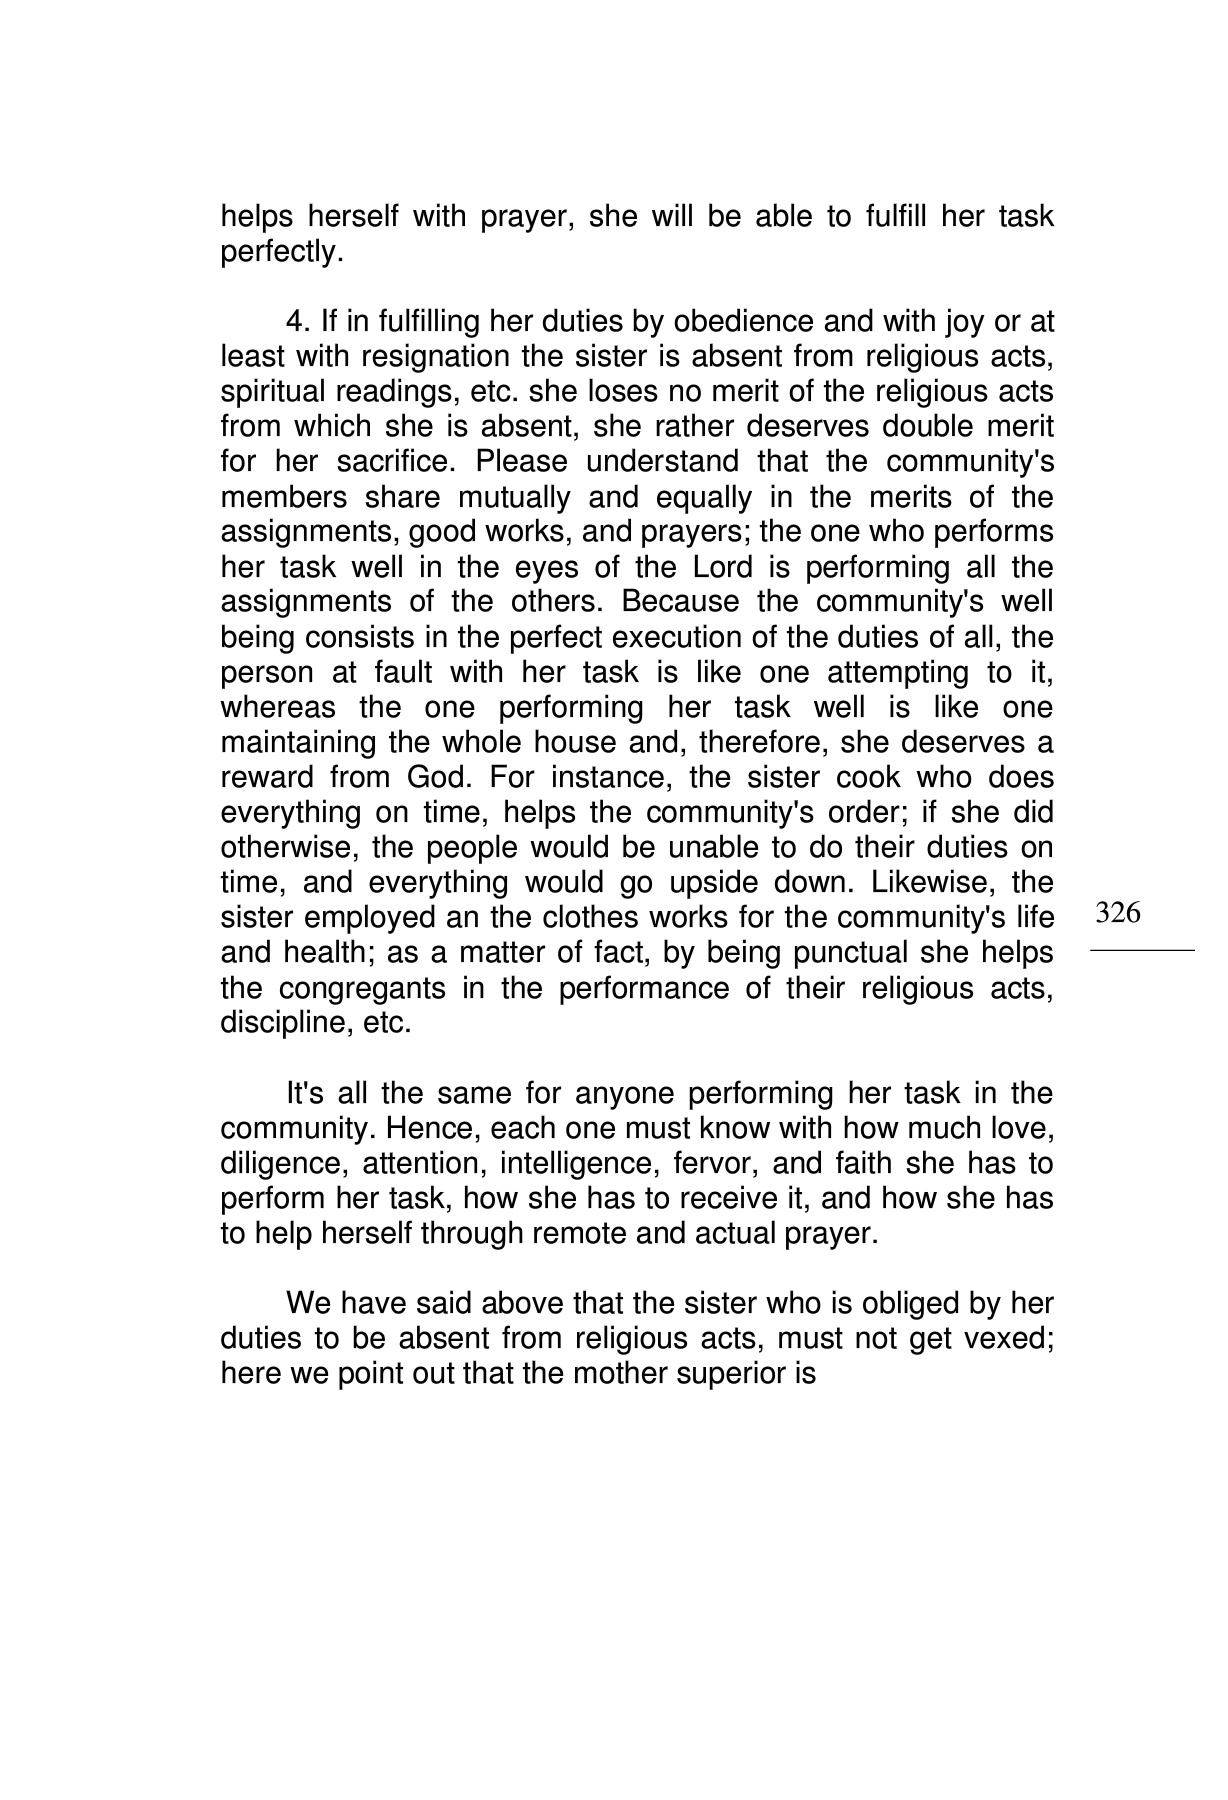 helps herself with prayer, she will be able to fulfill her task
perfectly.
4. If in fulfilling her duties by obedience and with joy or at
least with resignation the sister is absent from religious acts,
spiritual readings, etc. she loses no merit of the religious acts
from which she is absent, she rather deserves double merit
for her sacrifice. Please understand that the community's
members share mutually and equally in the merits of the
assignments, good works, and prayers; the one who performs
her task well in the eyes of the Lord is performing all the
assignments of the others. Because the community's well
being consists in the perfect execution of the duties of all, the
person at fault with her task is like one attempting to it,
whereas the one performing her task well is like one
maintaining the whole house and, therefore, she deserves a
reward from God. For instance, the sister cook who does
everything on time, helps the community's order; if she did
otherwise, the people would be unable to do their duties on
time, and everything would go upside down. Likewise, the
sister employed an the clothes works for the community's life
and health; as a matter of fact, by being punctual she helps
the congregants in the performance of their religious acts,
discipline, etc.
It's all the same for anyone performing her task in the
community. Hence, each one must know with how much love,
diligence, attention, intelligence, fervor, and faith she has to
perform her task, how she has to receive it, and how she has
to help herself through remote and actual prayer.
We have said above that the sister who is obliged by her
duties to be absent from religious acts, must not get vexed;
here we point out that the mother superior is
326